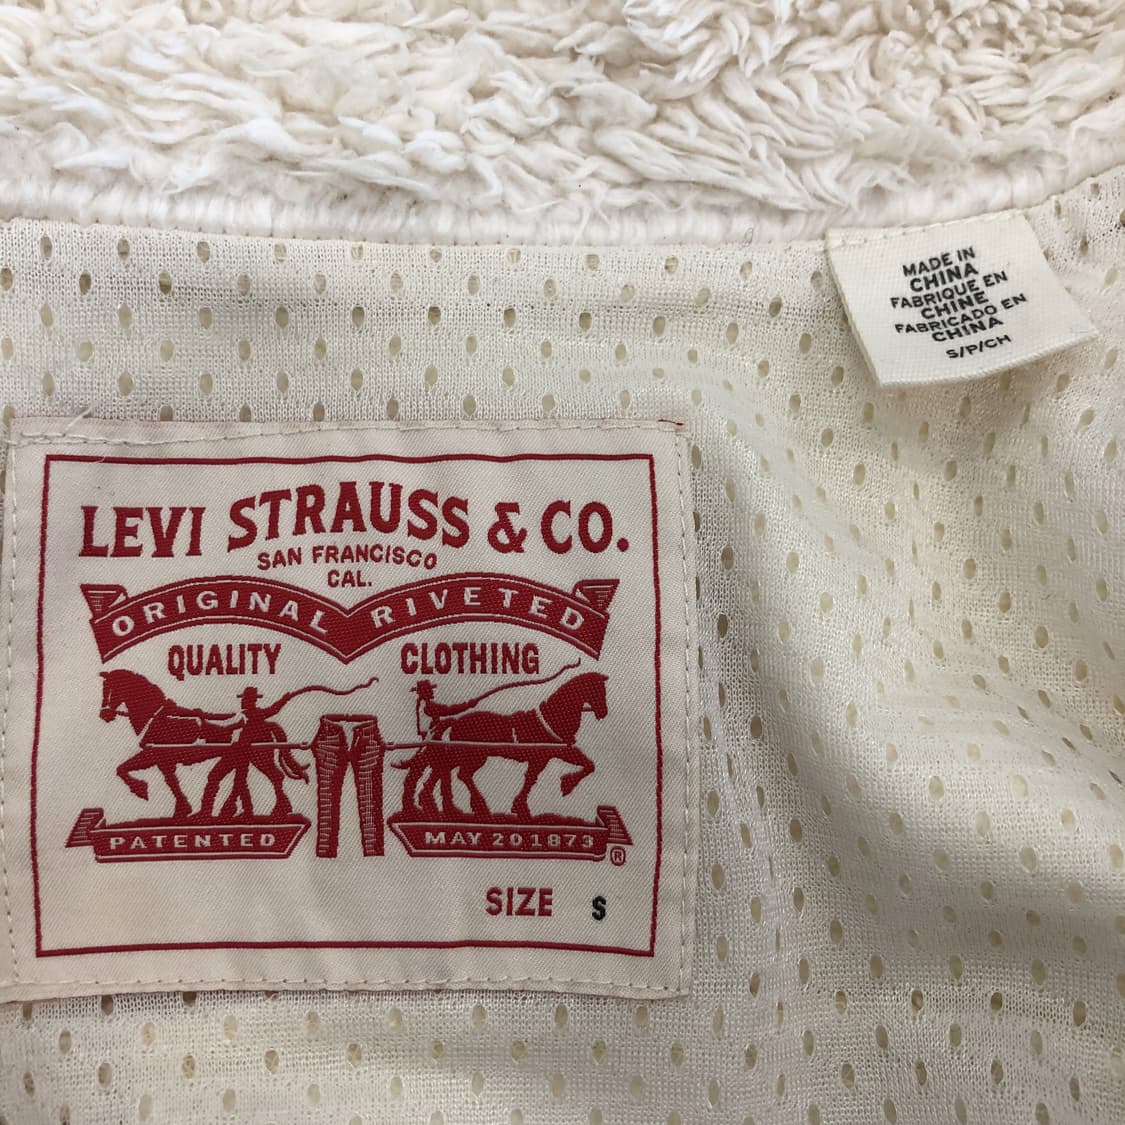 MADE IN
CHINA
FABRIQUE EN
CHINE
FABRICADO EN
CHINA
S/P/CH
LEVI STRAUSS & CO.
SAN FRANCISCO
CAL.
ORIGINAL RIVETED
QUALITY CLOTHING
PATENTED MAY 20 1873 ®
SIZE S